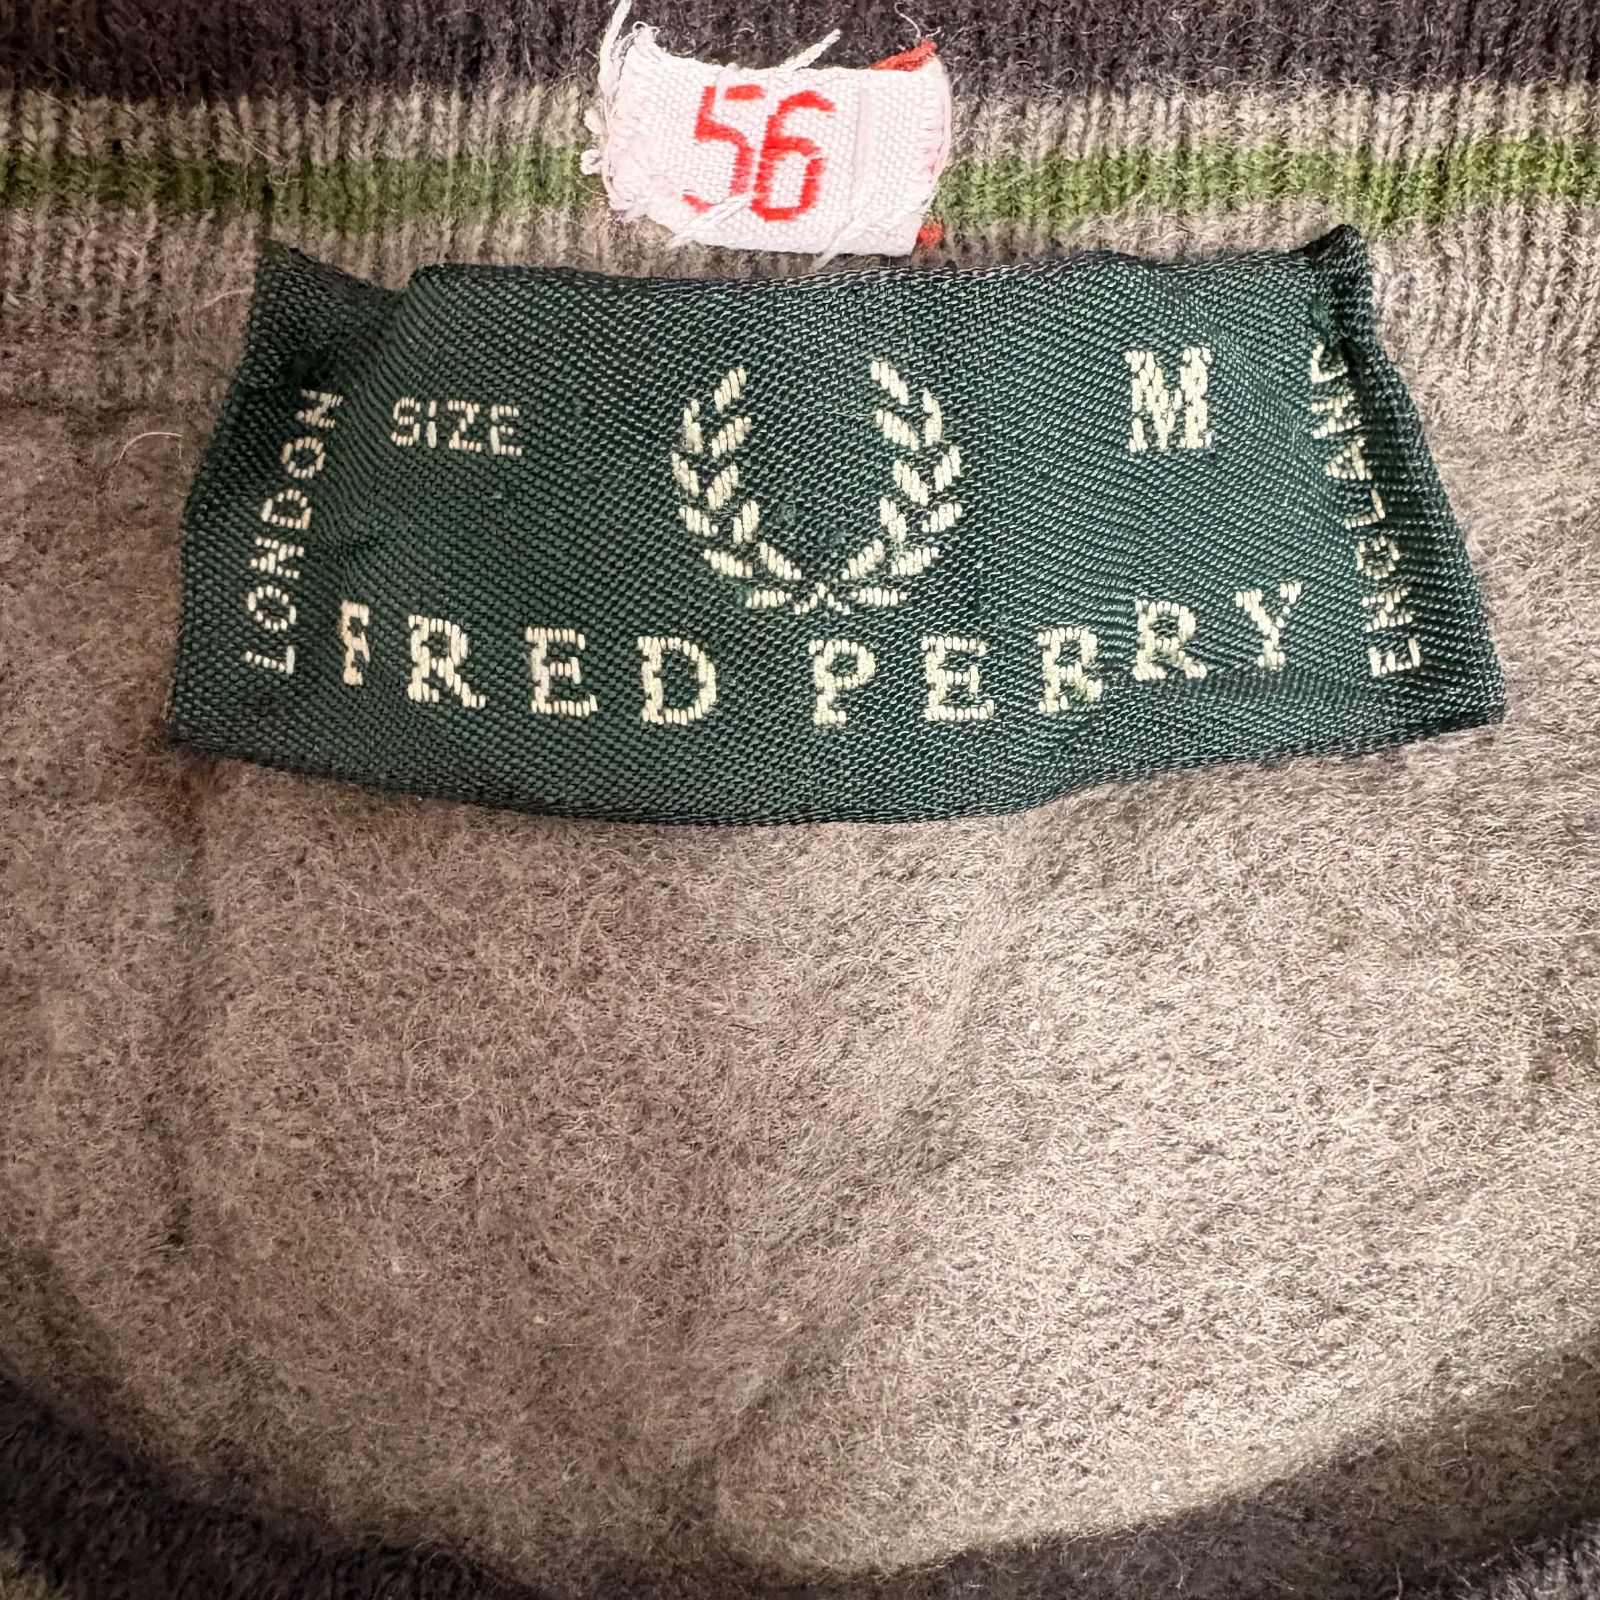 56
LONDON
SIZE
M
ENGLAND
FRED PERRY